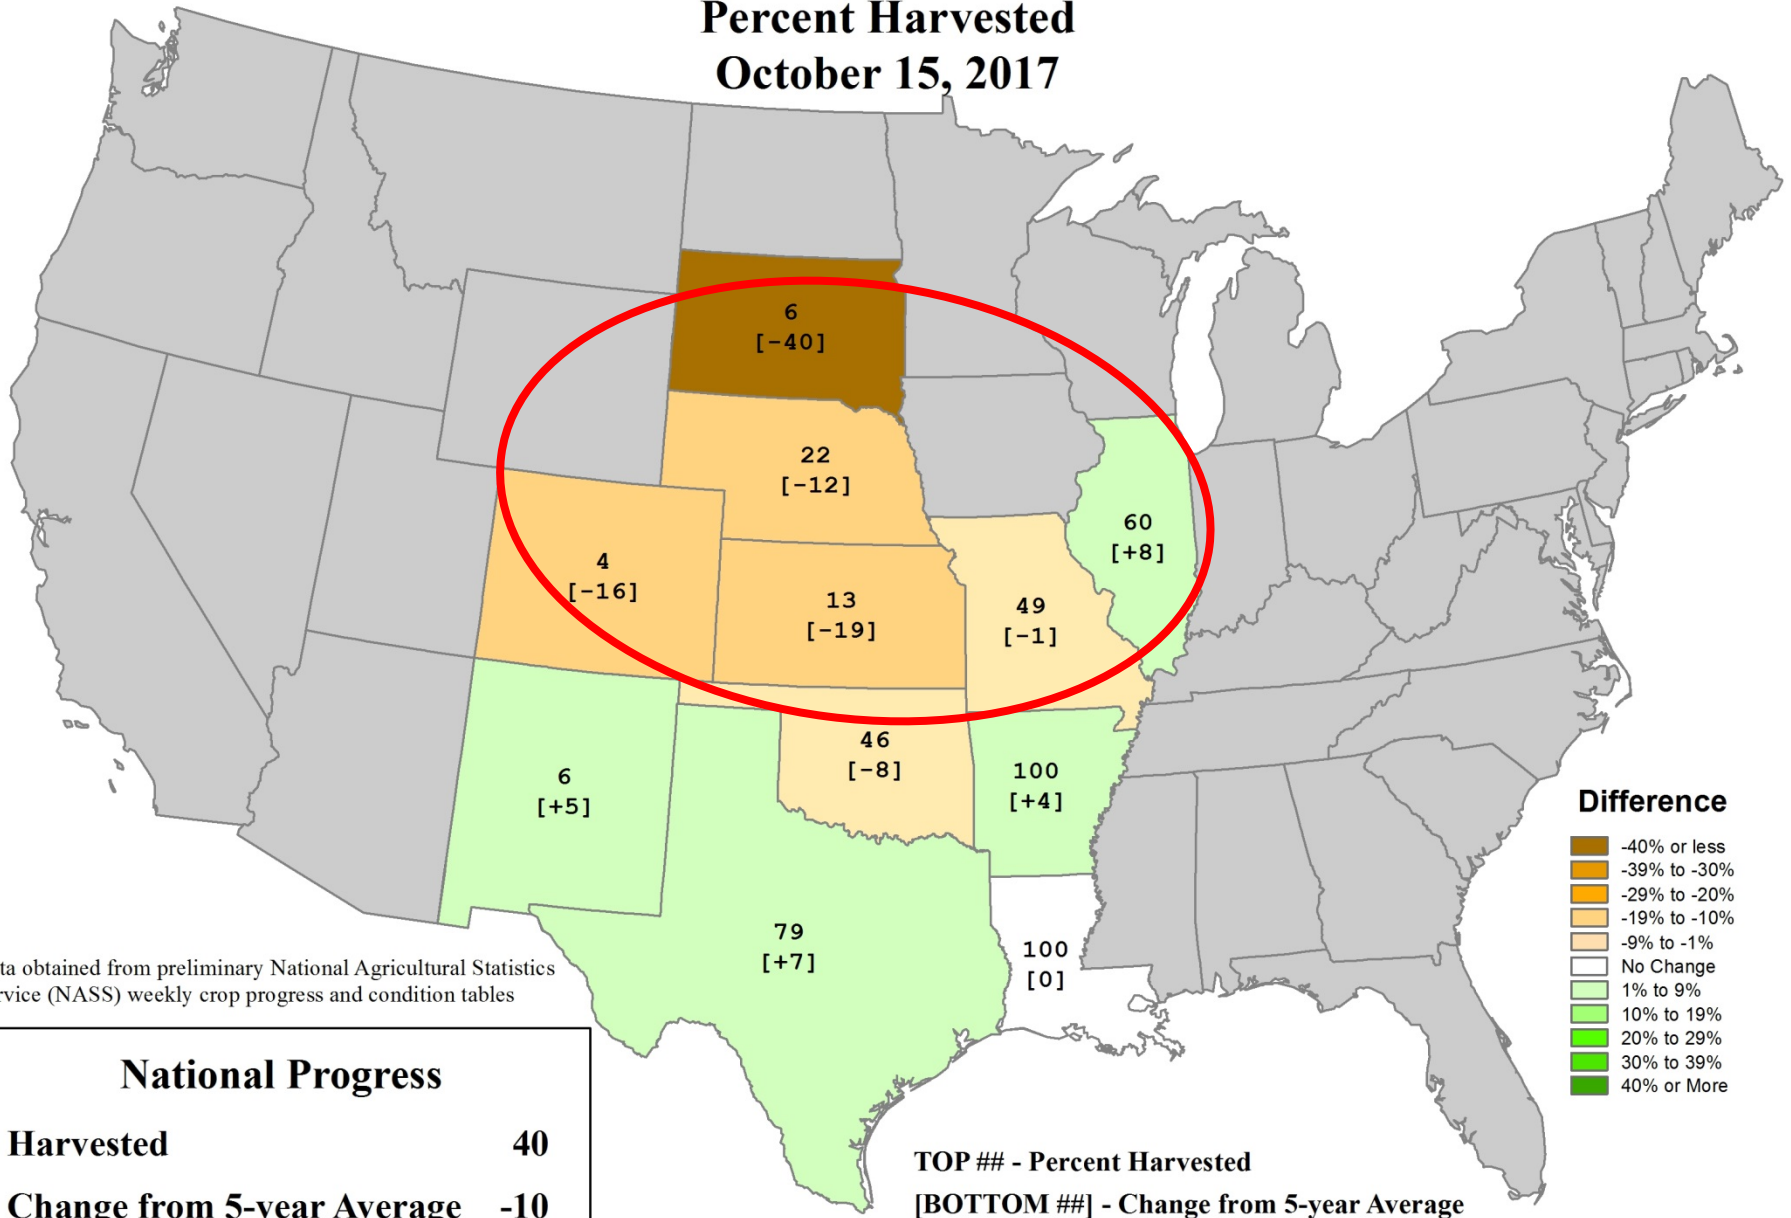 Percent Harvested
October 15, 2017
6
[-40]
22
[-12]
60
[+8]
4
[-16]
13
[-19]
49
[-1]
46
[-8]
6
[+5]
100
[+4]
79
[+7]
100
[0]
Difference
-40% or less
-39% to -30%
-29% to -20%
-19% to -10%
-9% to -1%
No Change
1% to 9%
10% to 19%
20% to 29%
30% to 39%
40% or More
ta obtained from preliminary National Agricultural Statistics
rvice (NASS) weekly crop progress and condition tables
National Progress
Harvested 40
Change from 5-year Average -10
TOP ## - Percent Harvested
[BOTTOM ##] - Change from 5-year Average